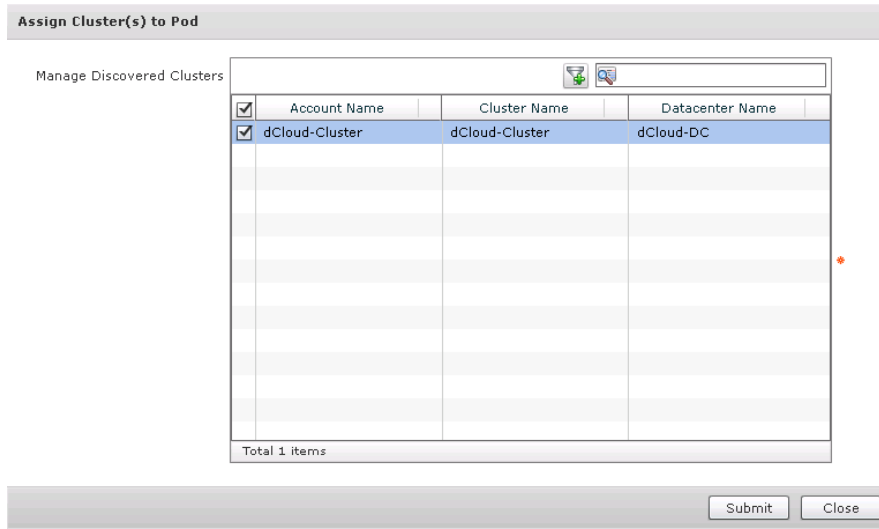 Assign Cluster(s) to Pod
Manage Discovered Clusters
Account Name Cluster Name Datacenter Name
dCloud-Cluster dCloud-Cluster dCloud-DC
Total 1 items
Submit Close